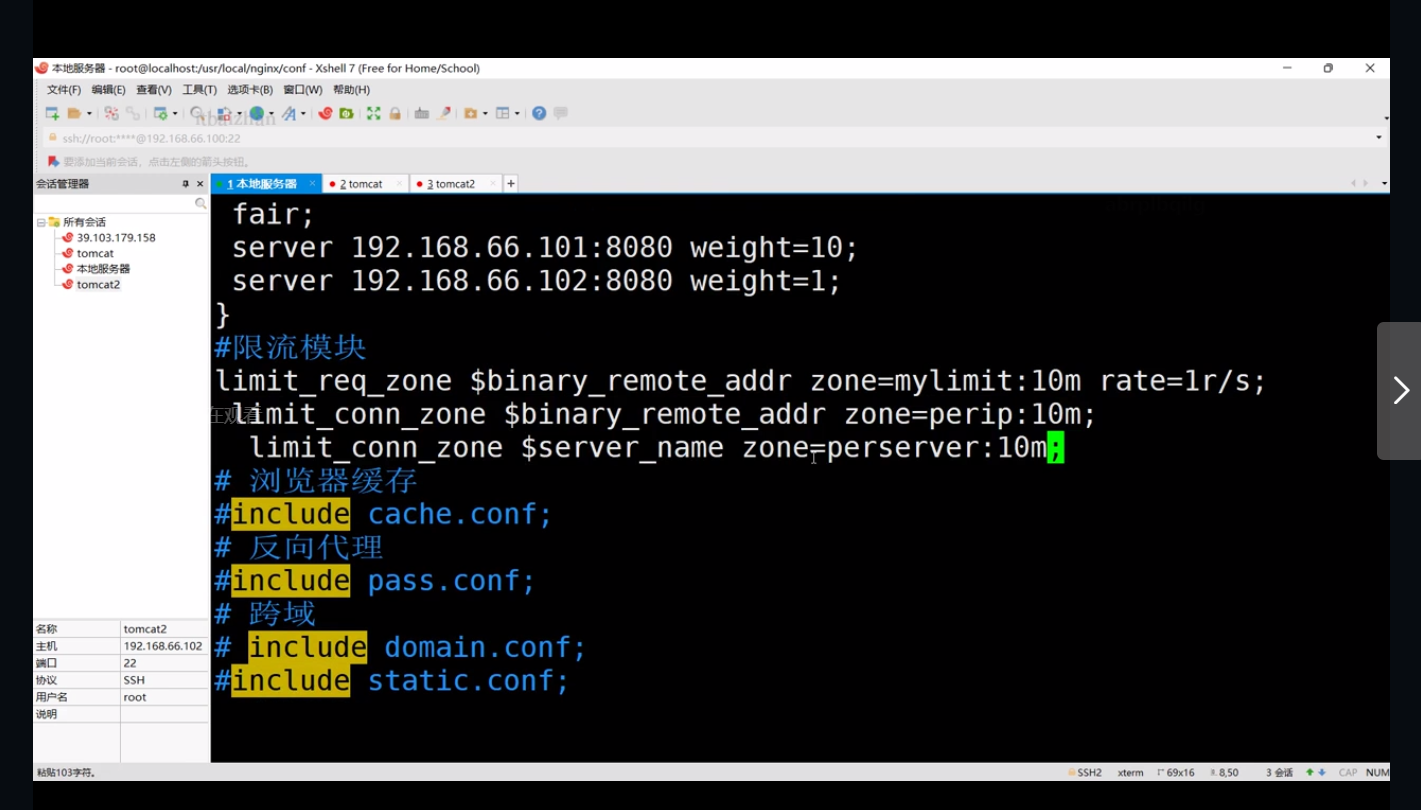 本地服务器 - root@localhost:/usr/local/nginx/conf - Xshell 7 (Free for Home/School)
文件(F) 编辑(E) 查看(V) 工具(T) 选项卡(B) 窗口(W) 帮助(H)
itbaizhan
ssh://root:****@192.168.66.100:22
要添加当前会话，点击左侧的箭头按钮。
会话管理器
1 本地服务器 2 tomcat 3 tomcat2
所有会话
39.103.179.158
tomcat
本地服务器
tomcat2
fair;
server 192.168.66.101:8080 weight=10;
server 192.168.66.102:8080 weight=1;
}
#限流模块
limit_req_zone $binary_remote_addr zone=mylimit:10m rate=1r/s;
limit_conn_zone $binary_remote_addr zone=perip:10m;
limit_conn_zone $server_name zone=perserver:10m;
# 浏览器缓存
#include cache.conf;
# 反向代理
#include pass.conf;
# 跨域
# include domain.conf;
#include static.conf;
在观看
名称 tomcat2
主机 192.168.66.102
端口 22
协议 SSH
用户名 root
说明
粘贴103字符。
SSH2 xterm 69x16 8,50 3 会话 CAP NUM